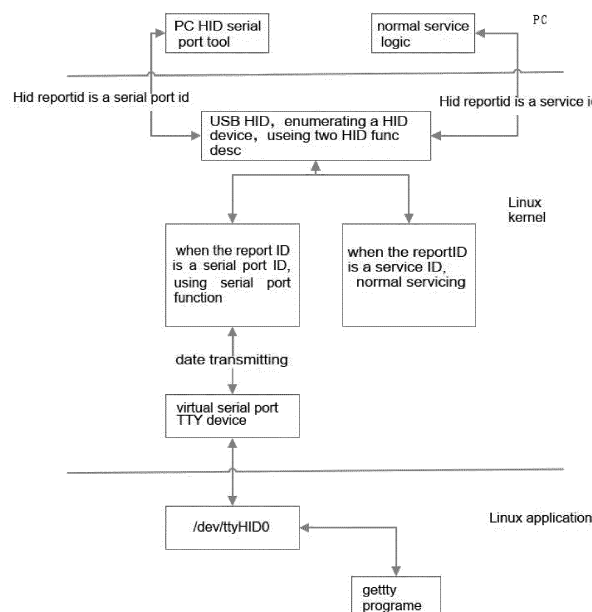 PC HID serial
port tool
normal service
logic
PC
Hid reportid is a serial port id
Hid reportid is a service id
USB HID，enumerating a HID
device，useing two HID func
desc
Linux
kernel
when the report ID
is a serial port ID,
using serial port
function
when the reportID
is a service ID,
normal servicing
date transmitting
virtual serial port
TTY device
/dev/ttyHID0
Linux application
gettty
programe